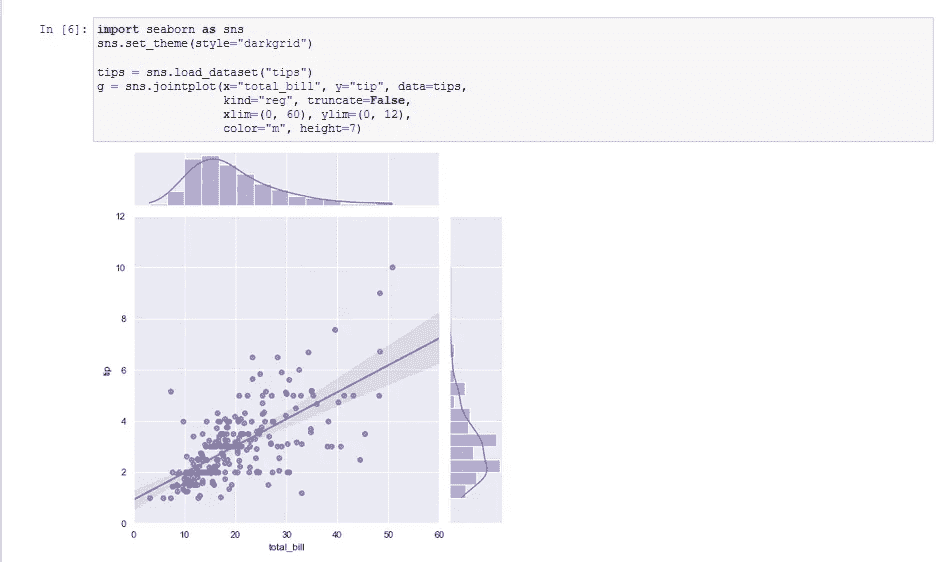 In [6]: import seaborn as sns
sns.set_theme(style="darkgrid")
tips = sns.load_dataset("tips")
g = sns.jointplot(x="total_bill", y="tip", data=tips,
kind="reg", truncate=False,
xlim=(0, 60), ylim=(0, 12),
color="m", height=7)
12
10
8
6
tip
4
2
0
0 10 20 30 40 50 60
total_bill